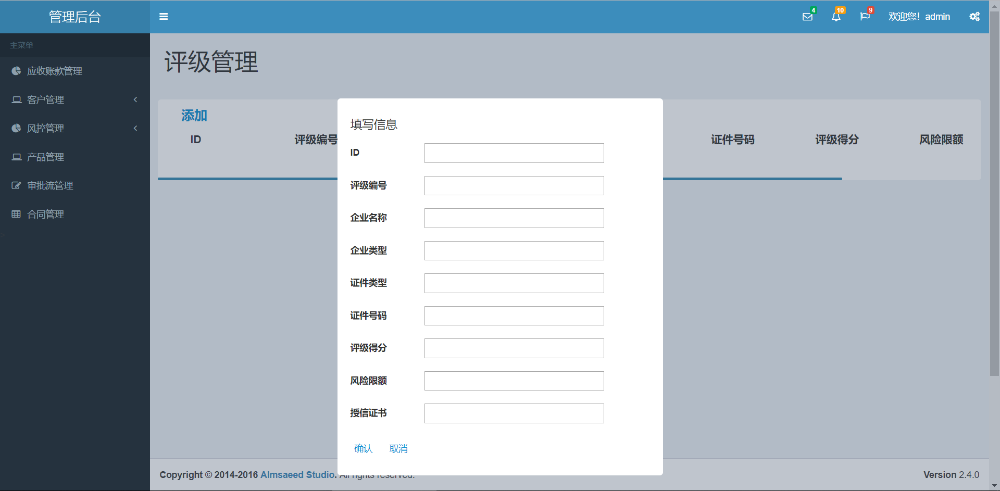 管理后台
4
10
9
欢迎您! admin
主菜单
应收账款管理
客户管理
风控管理
产品管理
审批流管理
合同管理
评级管理
添加
ID 评级编号 证件号码 评级得分 风险限额
填写信息
ID
评级编号
企业名称
企业类型
证件类型
证件号码
评级得分
风险限额
授信证书
确认 取消
Copyright © 2014-2016 Almsaeed Studio. All rights reserved.
Version 2.4.0